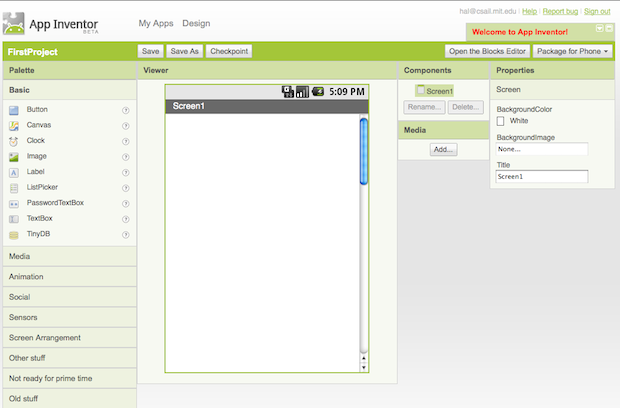 hal@csail.mit.edu | Help | Report bug | Sign out
App Inventor
BETA
My Apps Design
Welcome to App Inventor!
FirstProject
Save Save As Checkpoint
Open the Blocks Editor Package for Phone
Palette
Viewer
Components
Properties
Basic
Button
Canvas
Clock
Image
Label
ListPicker
PasswordTextBox
TextBox
TinyDB
Media
Animation
Social
Sensors
Screen Arrangement
Other stuff
Not ready for prime time
Old stuff
5:09 PM
Screen1
Screen1
Rename... Delete...
Media
Add...
Screen
BackgroundColor
White
BackgroundImage
None...
Title
Screen1